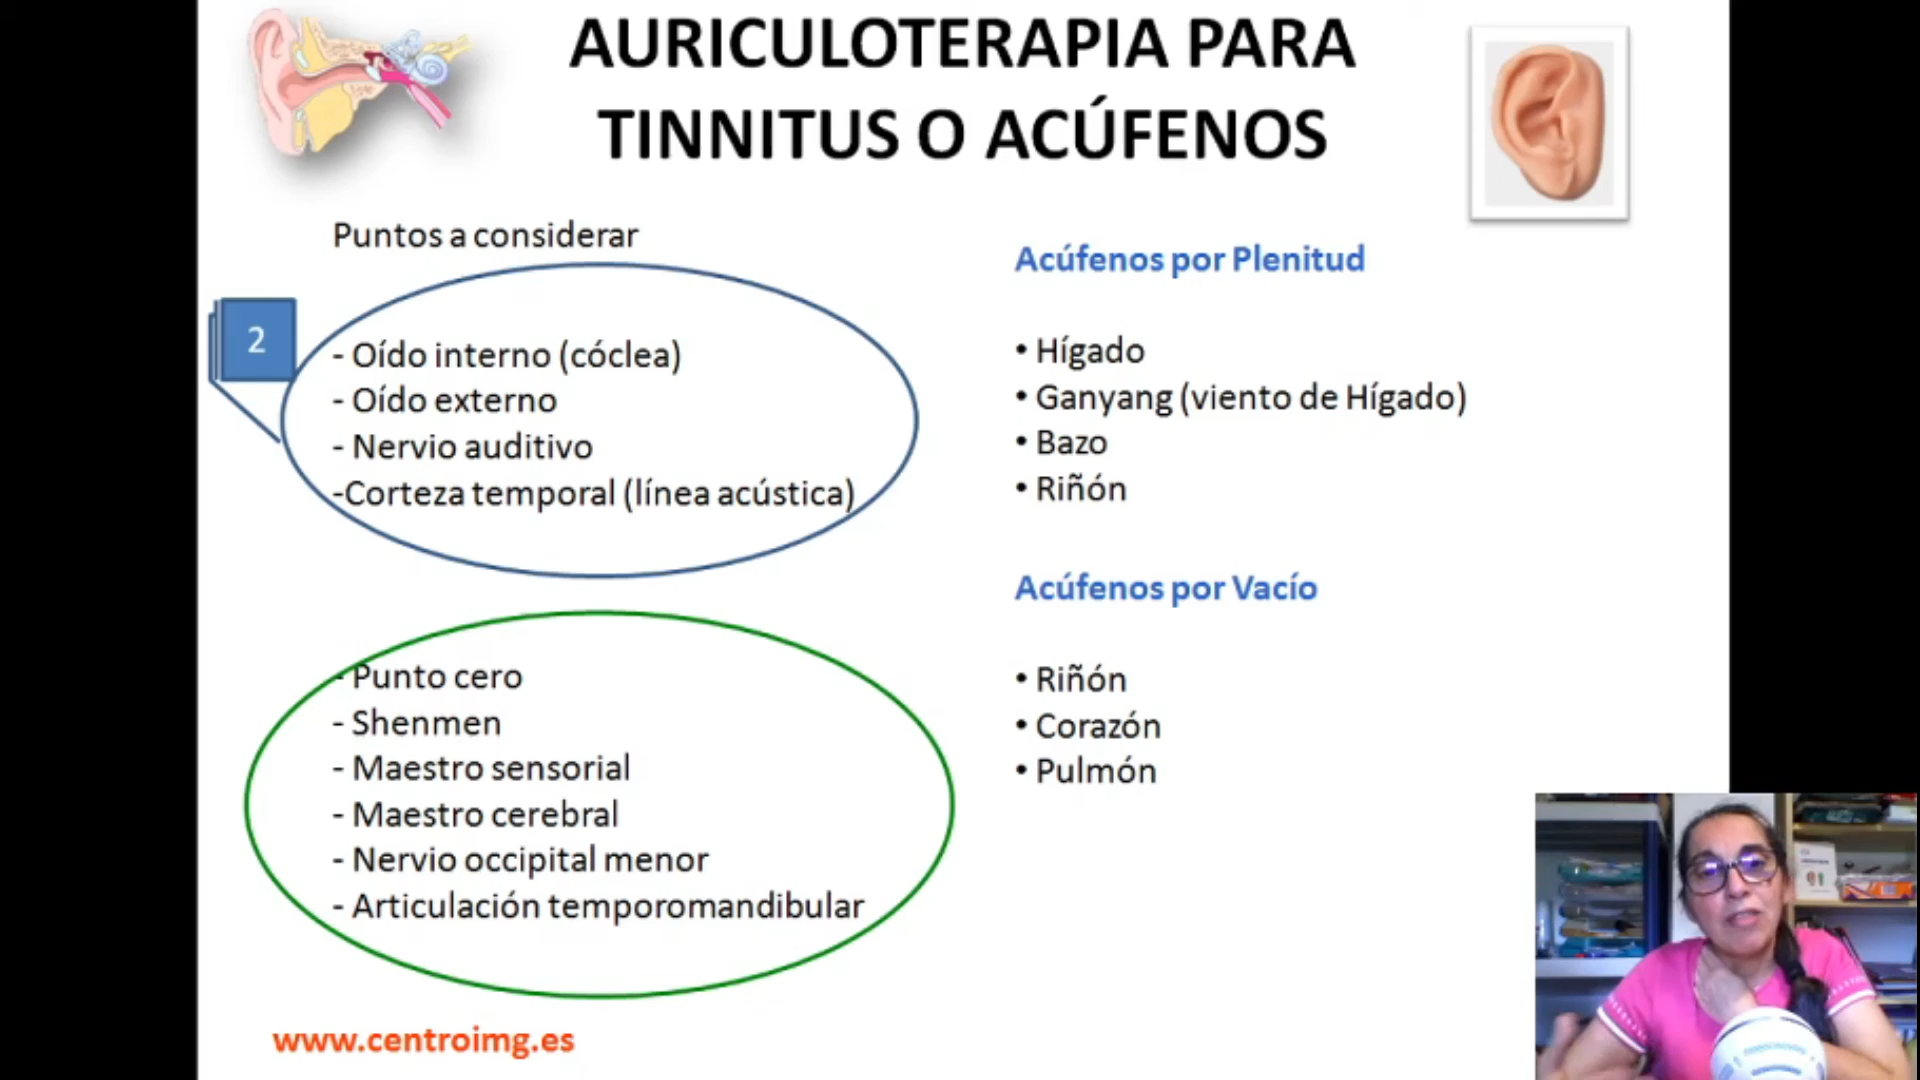 AURICULOTERAPIA PARA
TINNITUS O ACÚFENOS
Puntos a considerar
2
- Oído interno (cóclea)
- Oído externo
- Nervio auditivo
-Corteza temporal (línea acústica)
- Punto cero
- Shenmen
- Maestro sensorial
- Maestro cerebral
- Nervio occipital menor
- Articulación temporomandibular
www.centroimg.es
Acúfenos por Plenitud
• Hígado
• Ganyang (viento de Hígado)
• Bazo
• Riñón
Acúfenos por Vacío
• Riñón
• Corazón
• Pulmón